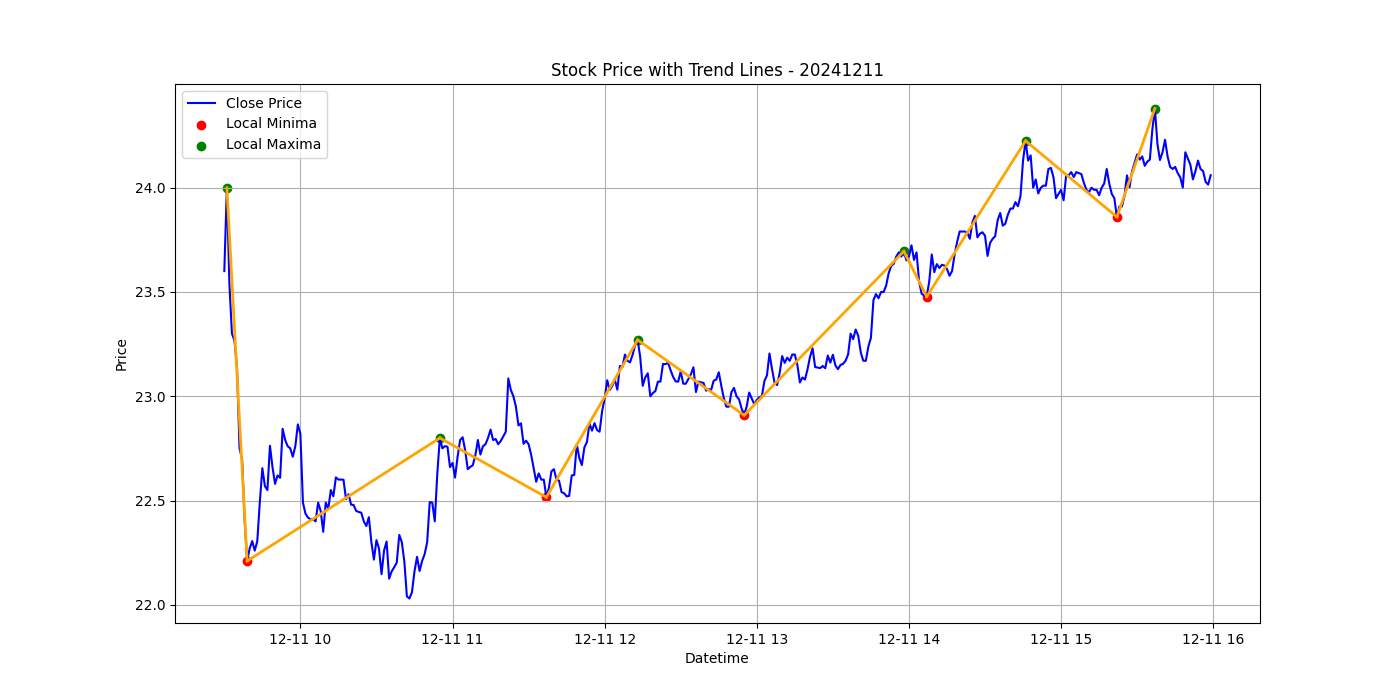 Stock Price with Trend Lines - 20241211
Close Price
Local Minima
Local Maxima
24.0
23.5
23.0
22.5
22.0
Price
12-11 10
12-11 11
12-11 12
12-11 13
12-11 14
12-11 15
12-11 16
Datetime